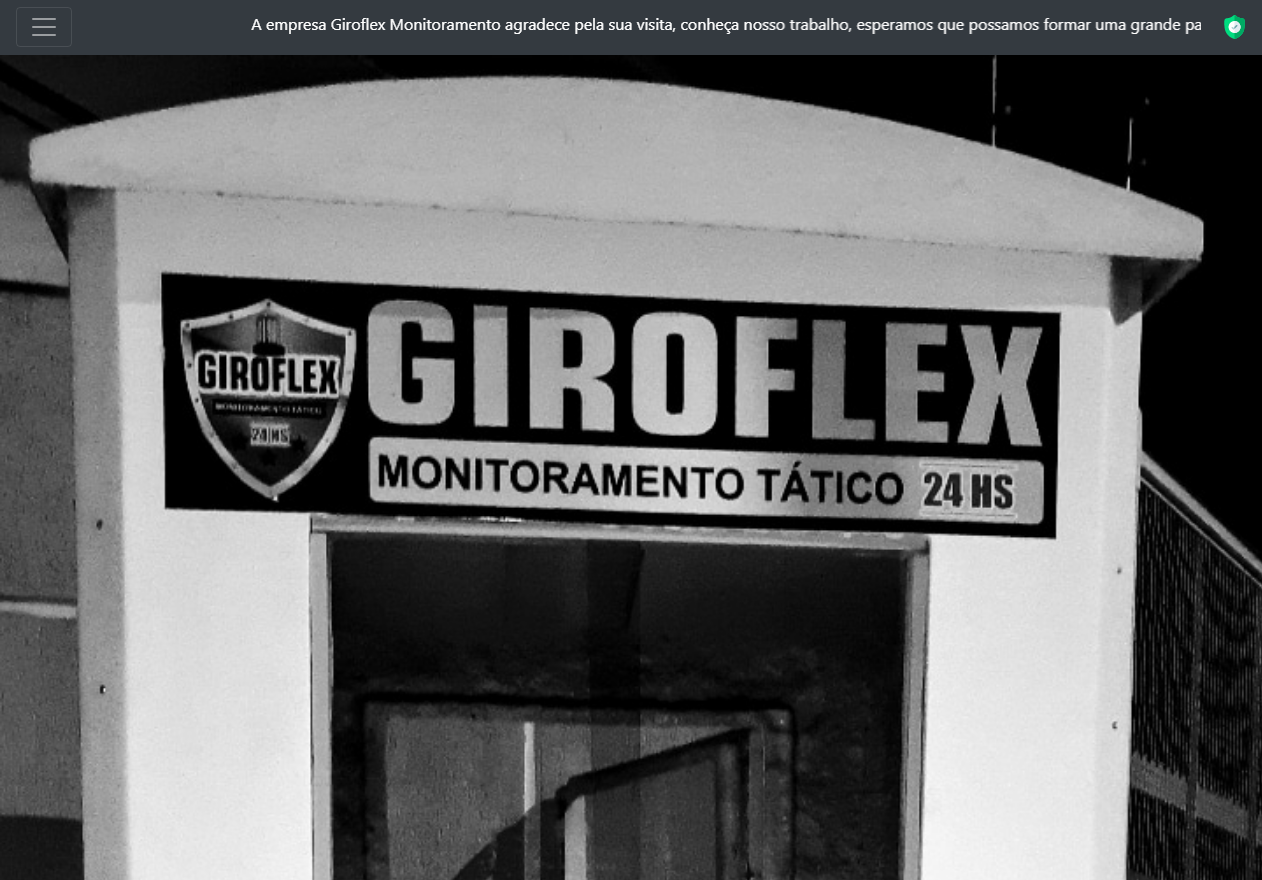 A empresa Giroflex Monitoramento agradece pela sua visita, conheça nosso trabalho, esperamos que possamos formar uma grande pa
GIROFLEX
MONITORAMENTO TÁTICO
24 HS
GIROFLEX
MONITORAMENTO TÁTICO 24 HS